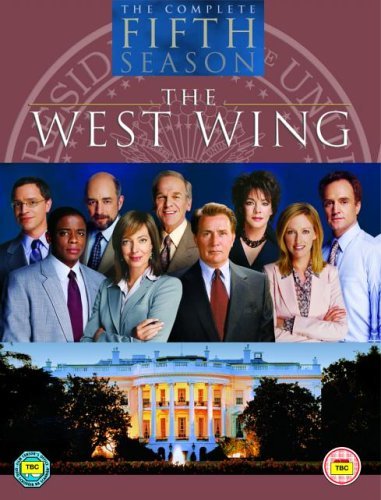 THE COMPLETE
FIFTH
SEASON
THE
WEST WING
TBC
TBC